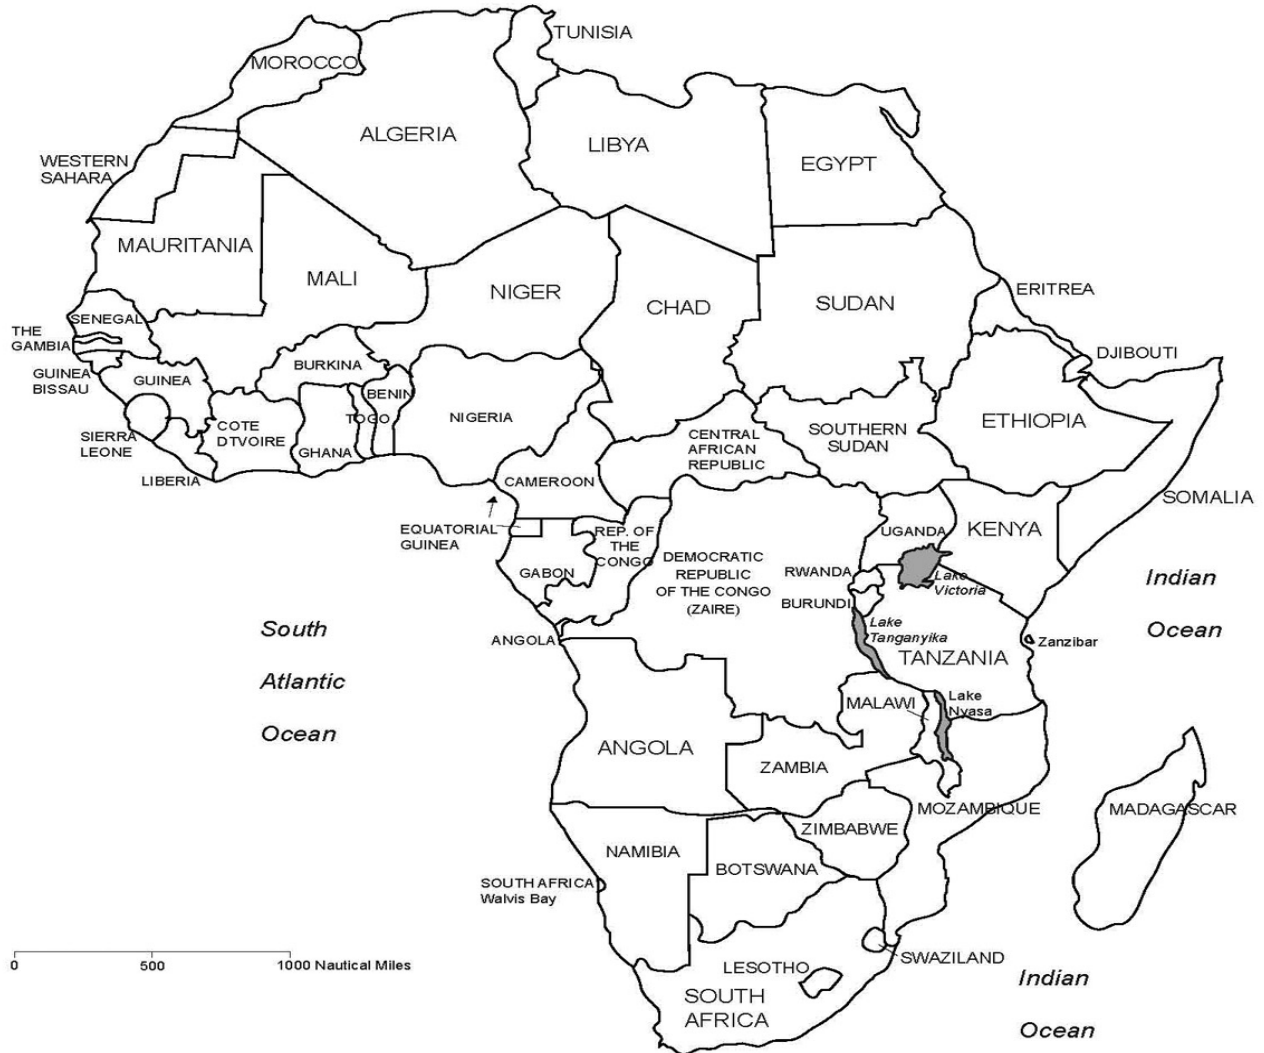 TUNISIA
MOROCCO
ALGERIA
LIBYA
EGYPT
WESTERN
SAHARA
MAURITANIA
MALI
NIGER
CHAD
SUDAN
ERITREA
SENEGAL
THE
GAMBIA
DJIBOUTI
GUINEA
BISSAU
GUINEA
BURKINA
BENIN
TOGO
NIGERIA
ETHIOPIA
COTE
DTVOIRE
GHANA
SIERRA
LEONE
LIBERIA
CENTRAL
AFRICAN
REPUBLIC
SOUTHERN
SUDAN
CAMEROON
SOMALIA
EQUATORIAL
GUINEA
REP. OF
THE
CONGO
UGANDA
KENYA
GABON
DEMOCRATIC
REPUBLIC
OF THE CONGO
(ZAIRE)
RWANDA
BURUNDI
Lake
Victoria
Indian
Ocean
Lake
Tanganyika
TANZANIA
Zanzibar
South
Atlantic
Ocean
ANGOLA
MALAWI
Lake
Nyasa
ANGOLA
ZAMBIA
MOZAMBIQUE
MADAGASCAR
ZIMBABWE
NAMIBIA
BOTSWANA
SOUTH AFRICA
Walvis Bay
SWAZILAND
LESOTHO
SOUTH
AFRICA
0 500 1000 Nautical Miles
Indian
Ocean